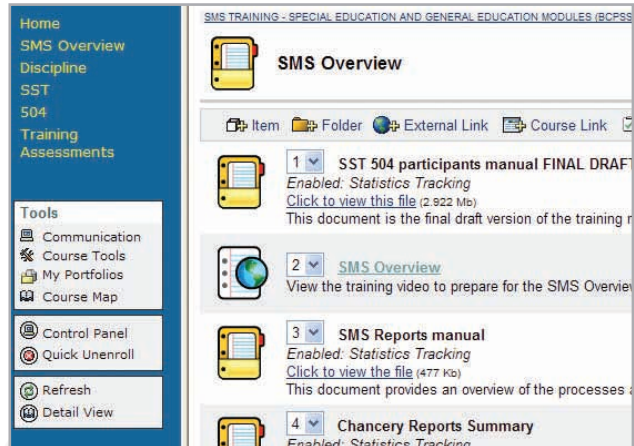 Home
SMS Overview
Discipline
SST
504
Training
Assessments
Tools
Communication
Course Tools
My Portfolios
Course Map
Control Panel
Quick Unenroll
Refresh
Detail View
SMS TRAINING - SPECIAL EDUCATION AND GENERAL EDUCATION MODULES (BCPSS
SMS Overview
Item Folder External Link Course Link
1 SST 504 participants manual FINAL DRAFT
Enabled: Statistics Tracking
Click to view this file (2.922 Mb)
This document is the final draft version of the training
2 SMS Overview
View the training video to prepare for the SMS Overview
3 SMS Reports manual
Enabled: Statistics Tracking
Click to view the file (477 Kb)
This document provides an overview of the processes
4 Chancery Reports Summary
Enabled: Statistics Tracking